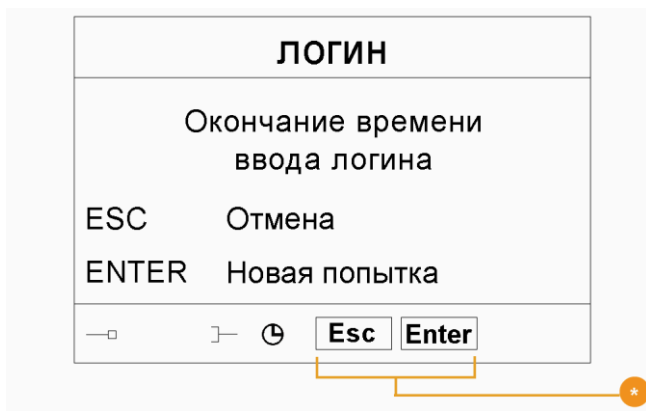 ЛОГИН
Окончание времени
ввода логина
ESC Отмена
ENTER Новая попытка
Esc Enter
*